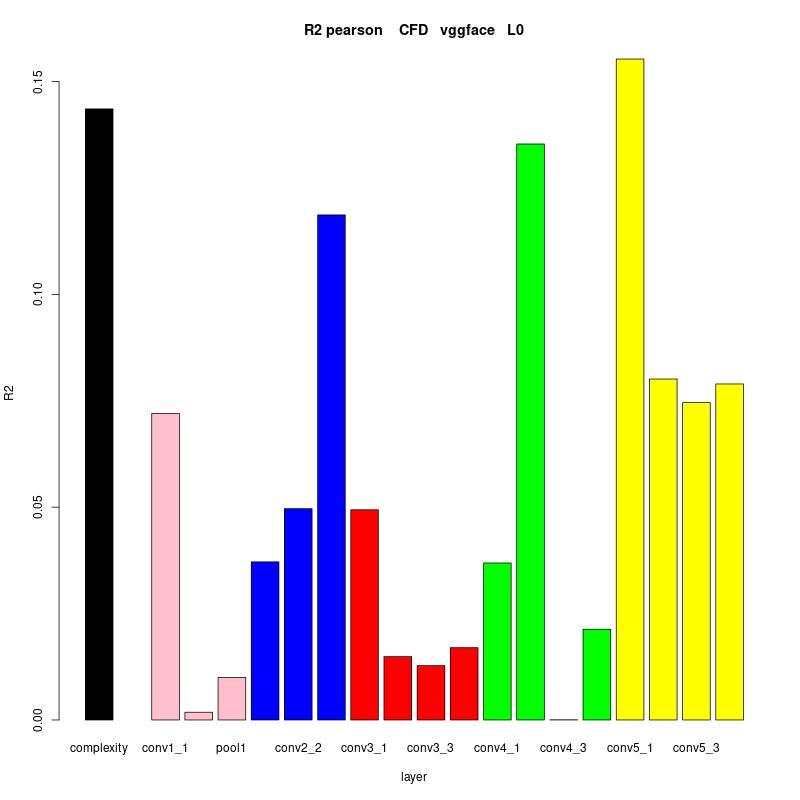 R2 pearson    CFD   vggface   L0
R2
0.15
0.10
0.05
0.00
complexity conv1_1 pool1 conv2_2 conv3_1 conv3_3 conv4_1 conv4_3 conv5_1 conv5_3
layer